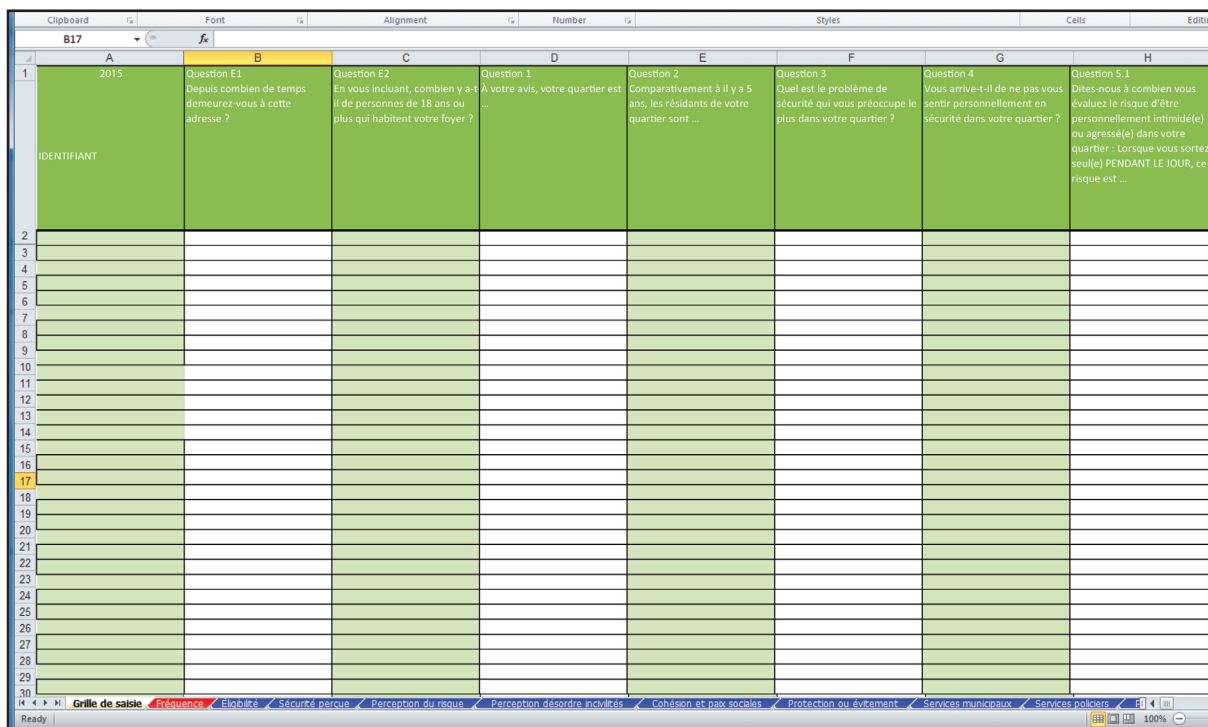 Clipboard Font Alignment Number Styles Cells Editi
B17 fx
A B C D E F G H
1
2015
IDENTIFIANT
Question E1
Depuis combien de temps
demeurez-vous à cette
adresse ?
Question E2
En vous incluant, combien y a-t-
il de personnes de 18 ans ou
plus qui habitent votre foyer ?
Question 1
À votre avis, votre quartier est
...
Question 2
Comparativement à il y a 5
ans, les résidants de votre
quartier sont ...
Question 3
Quel est le problème de
sécurité qui vous préoccupe le
plus dans votre quartier ?
Question 4
Vous arrive-t-il de ne pas vous
sentir personnellement en
sécurité dans votre quartier ?
Question 5.1
Dites-nous à combien vous
évaluez le risque d'être
personnellement intimidé(e)
ou agressé(e) dans votre
quartier : Lorsque vous sortez
seul(e) PENDANT LE JOUR, ce
risque est ...
2
3
4
5
6
7
8
9
10
11
12
13
14
15
16
17
18
19
20
21
22
23
24
25
26
27
28
29
30
Grille de saisie Fréquence Eligibilité Sécurité perçue Perception du risque Perception désordre incivilités Cohésion et paix sociales Protection ou évitement Services municipaux Services policiers
Ready 100%